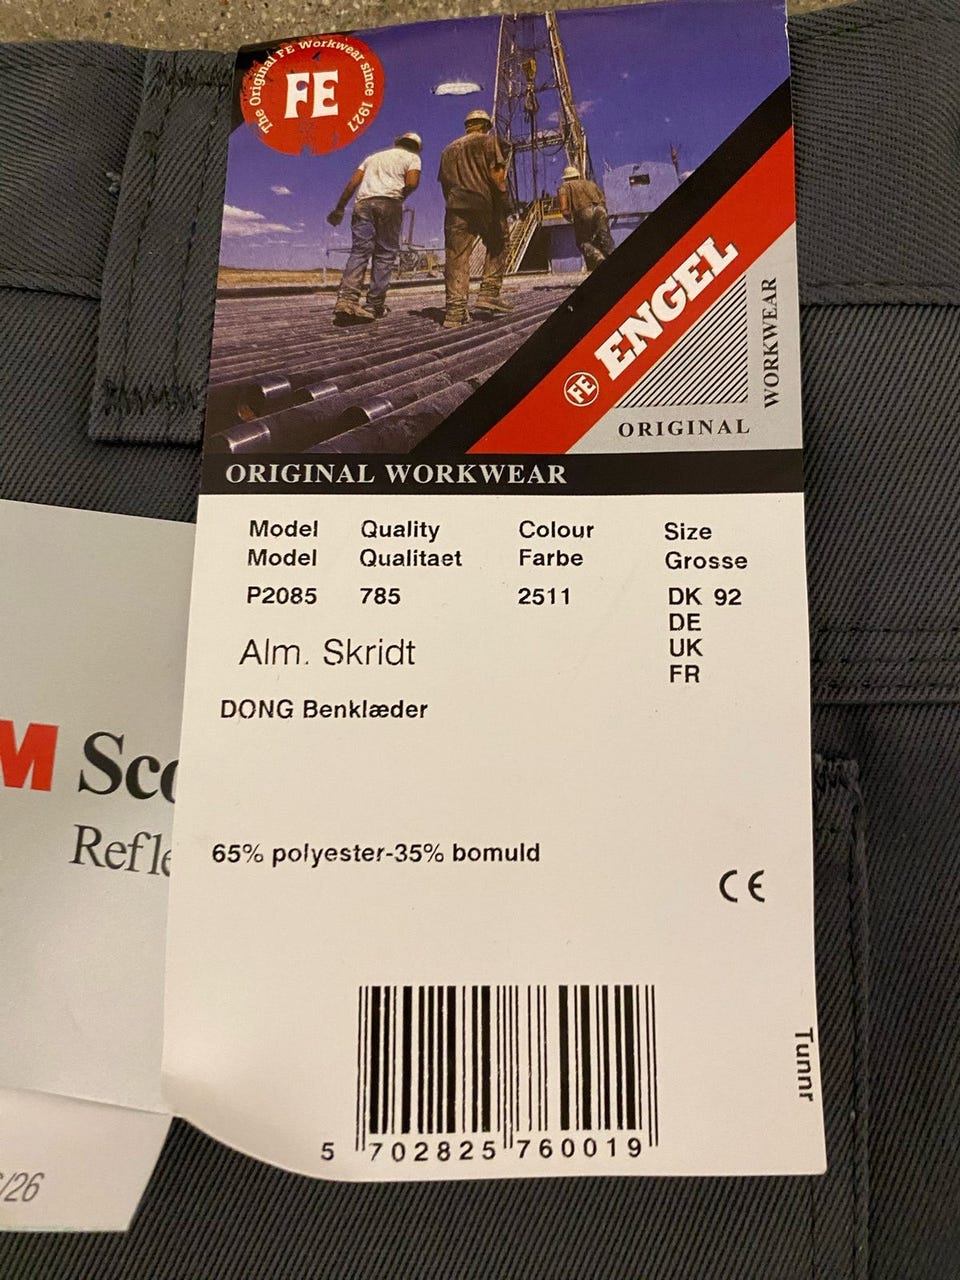 The Original FE Workwear since 1927
FE
FE ENGEL
WORKWEAR
ORIGINAL
ORIGINAL WORKWEAR
Model Quality Colour Size
Model Qualitaet Farbe Grosse
P2085 785 2511 DK 92
DE
UK
FR
Alm. Skridt
DONG Benklæder
65% polyester-35% bomuld
CE
Tunnr
5 702825 760019
M Sco
Refle
/26